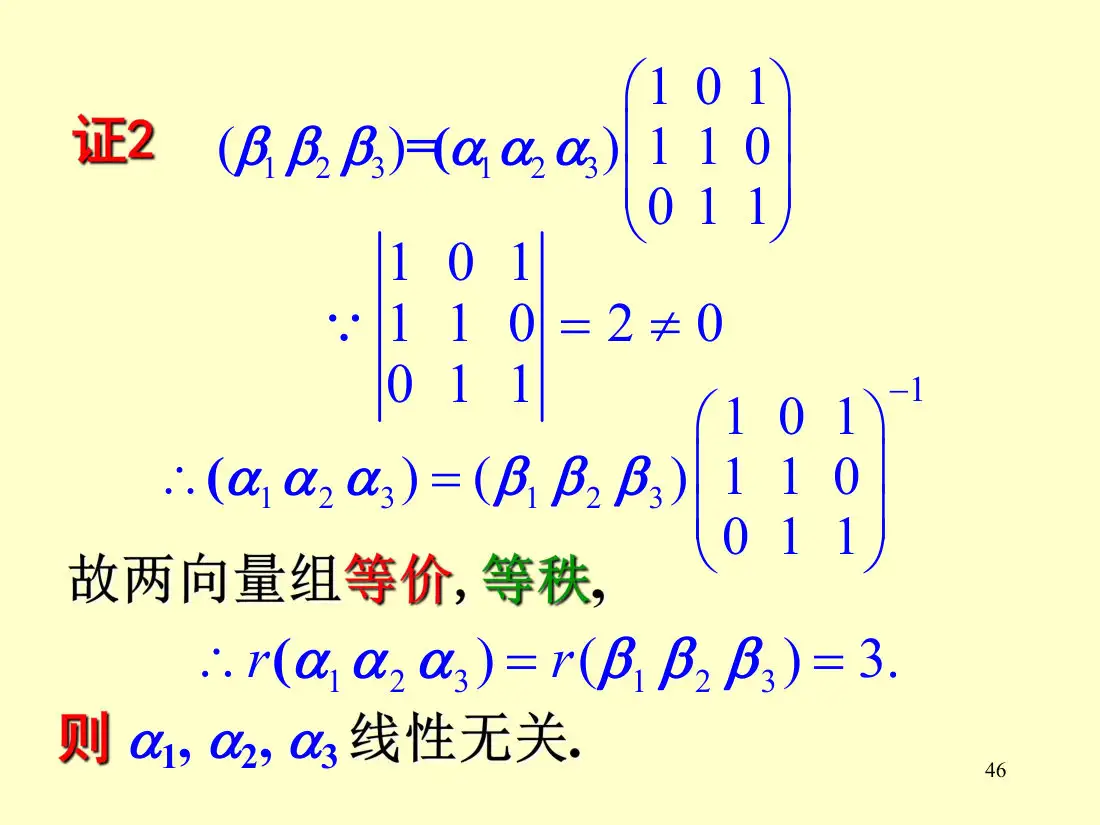 证2 (β₁ β₂ β₃)=(α₁ α₂ α₃) ⎛1 0 1⎞
⎜1 1 0⎟
⎝0 1 1⎠
∵ |1 0 1|
|1 1 0| = 2 ≠ 0
|0 1 1|
∴ (α₁ α₂ α₃) = (β₁ β₂ β₃) ⎛1 0 1⎞⁻¹
⎜1 1 0⎟
⎝0 1 1⎠
故两向量组等价, 等秩,
∴ r(α₁ α₂ α₃) = r(β₁ β₂ β₃) = 3.
则 α₁, α₂, α₃ 线性无关.
46